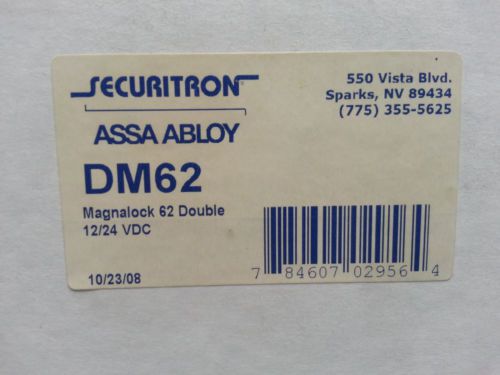 SECURITRON
550 Vista Blvd.
Sparks, NV 89434
(775) 355-5625
ASSA ABLOY
DM62
Magnalock 62 Double
12/24 VDC
10/23/08
7 84607 02956 4